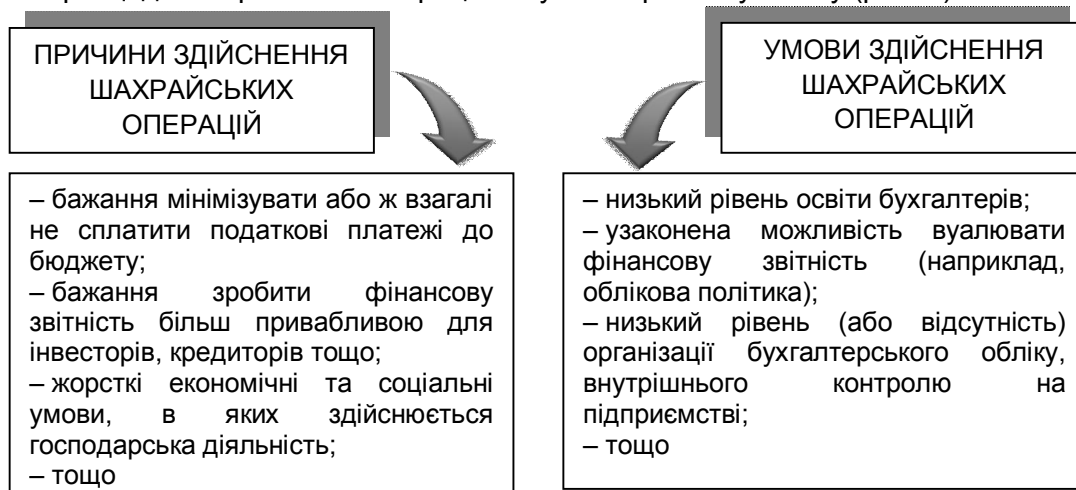 ПРИЧИНИ ЗДІЙСНЕННЯ
ШАХРАЙСЬКИХ
ОПЕРАЦІЙ
– бажання мінімізувати або ж взагалі
не сплатити податкові платежі до
бюджету;
– бажання зробити фінансову
звітність більш привабливою для
інвесторів, кредиторів тощо;
– жорсткі економічні та соціальні
умови, в яких здійснюється
господарська діяльність;
– тощо
УМОВИ ЗДІЙСНЕННЯ
ШАХРАЙСЬКИХ
ОПЕРАЦІЙ
– низький рівень освіти бухгалтерів;
– узаконена можливість вуалювати
фінансову звітність (наприклад,
облікова політика);
– низький рівень (або відсутність)
організації бухгалтерського обліку,
внутрішнього контролю на
підприємстві;
– тощо